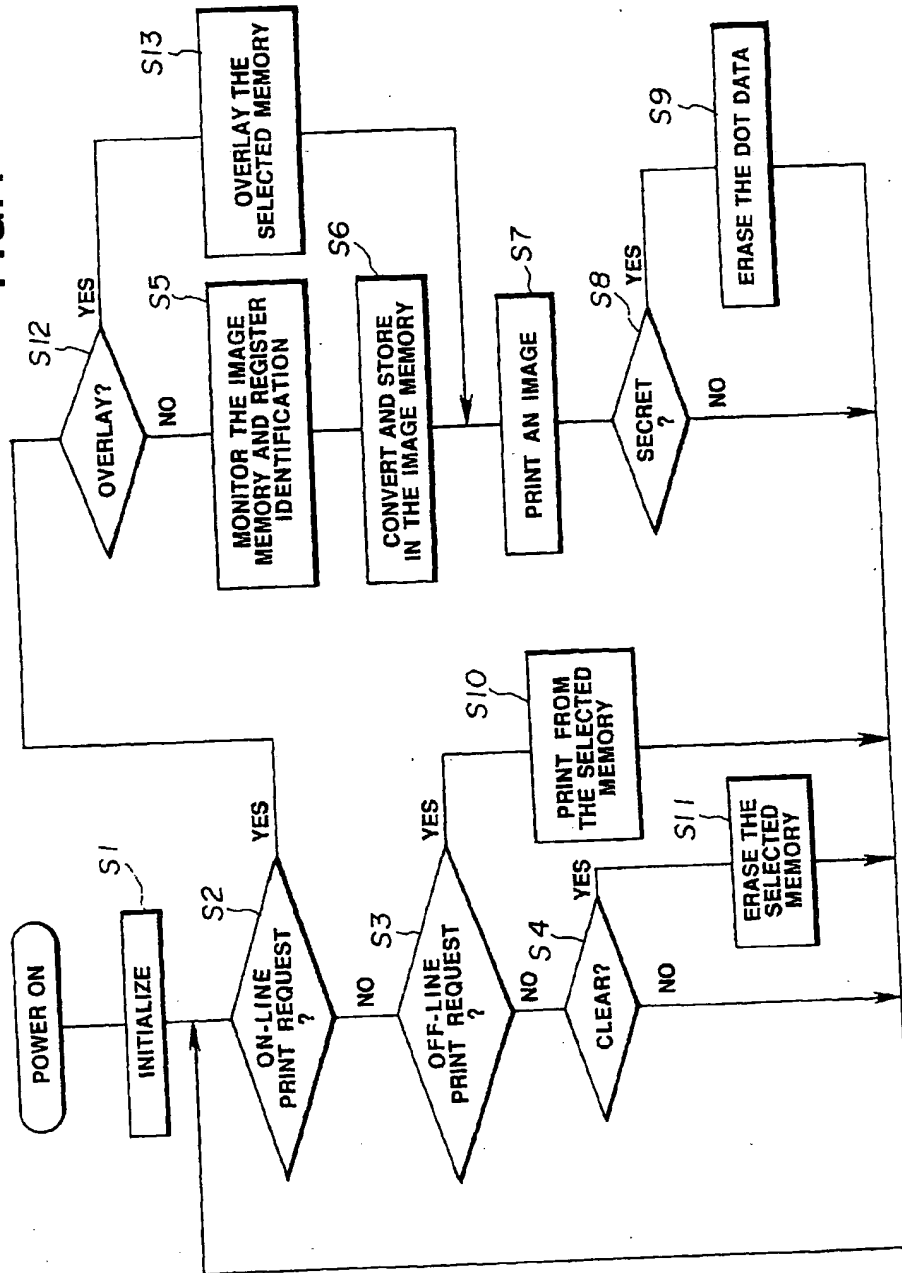 POWER ON
S1
INITIALIZE
S2
ON-LINE
PRINT REQUEST
?
YES
NO
S3
OFF-LINE
PRINT REQUEST
?
YES
NO
S4
CLEAR?
YES
NO
S10
PRINT FROM
THE SELECTED
MEMORY
S11
ERASE THE
SELECTED
MEMORY
S12
OVERLAY?
YES
NO
S13
OVERLAY THE
SELECTED MEMORY
S5
MONITOR THE IMAGE
MEMORY AND REGISTER
IDENTIFICATION
S6
CONVERT AND STORE
IN THE IMAGE MEMORY
S7
PRINT AN IMAGE
S8
SECRET
?
YES
NO
S9
ERASE THE DOT DATA